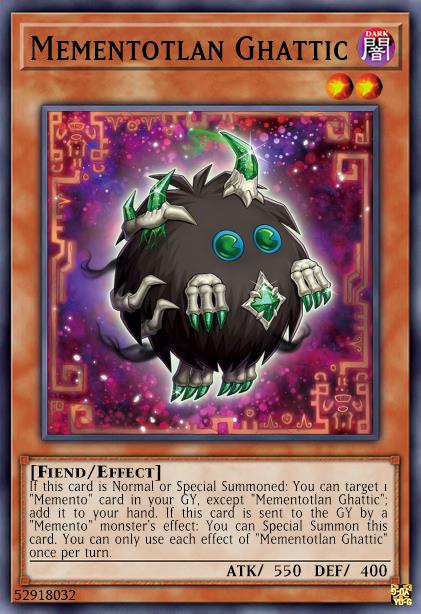 Mementotlan Ghattic
DARK
闇
[Fiend/Effect]
If this card is Normal or Special Summoned: You can target 1
"Memento" card in your GY, except "Mementotlan Ghattic";
add it to your hand. If this card is sent to the GY by a
"Memento" monster's effect: You can Special Summon this
card. You can only use each effect of "Mementotlan Ghattic"
once per turn.
ATK/ 550 DEF/ 400
52918032